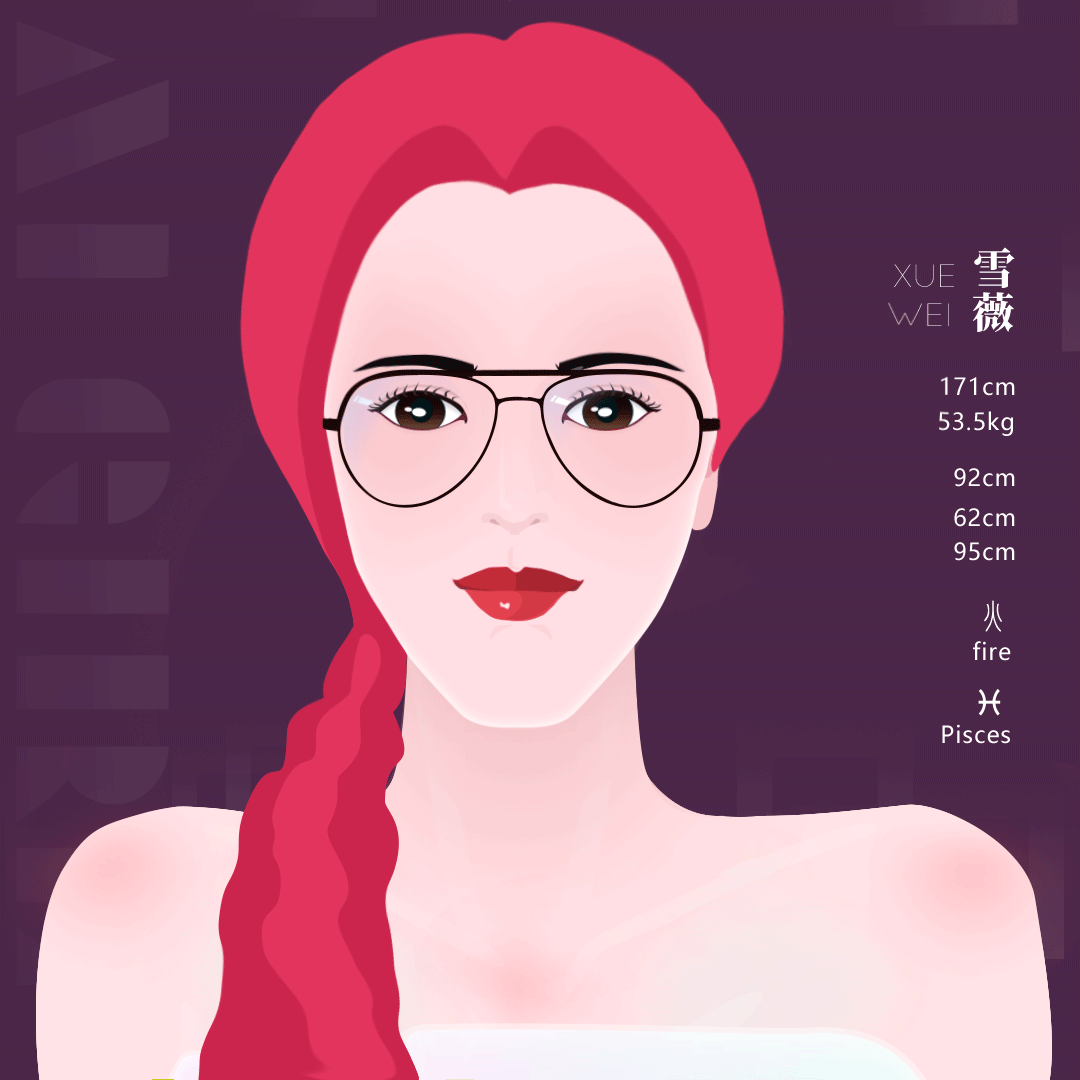 XUE
WEI
雪薇
171cm
53.5kg
92cm
62cm
95cm
火
fire
♓
Pisces